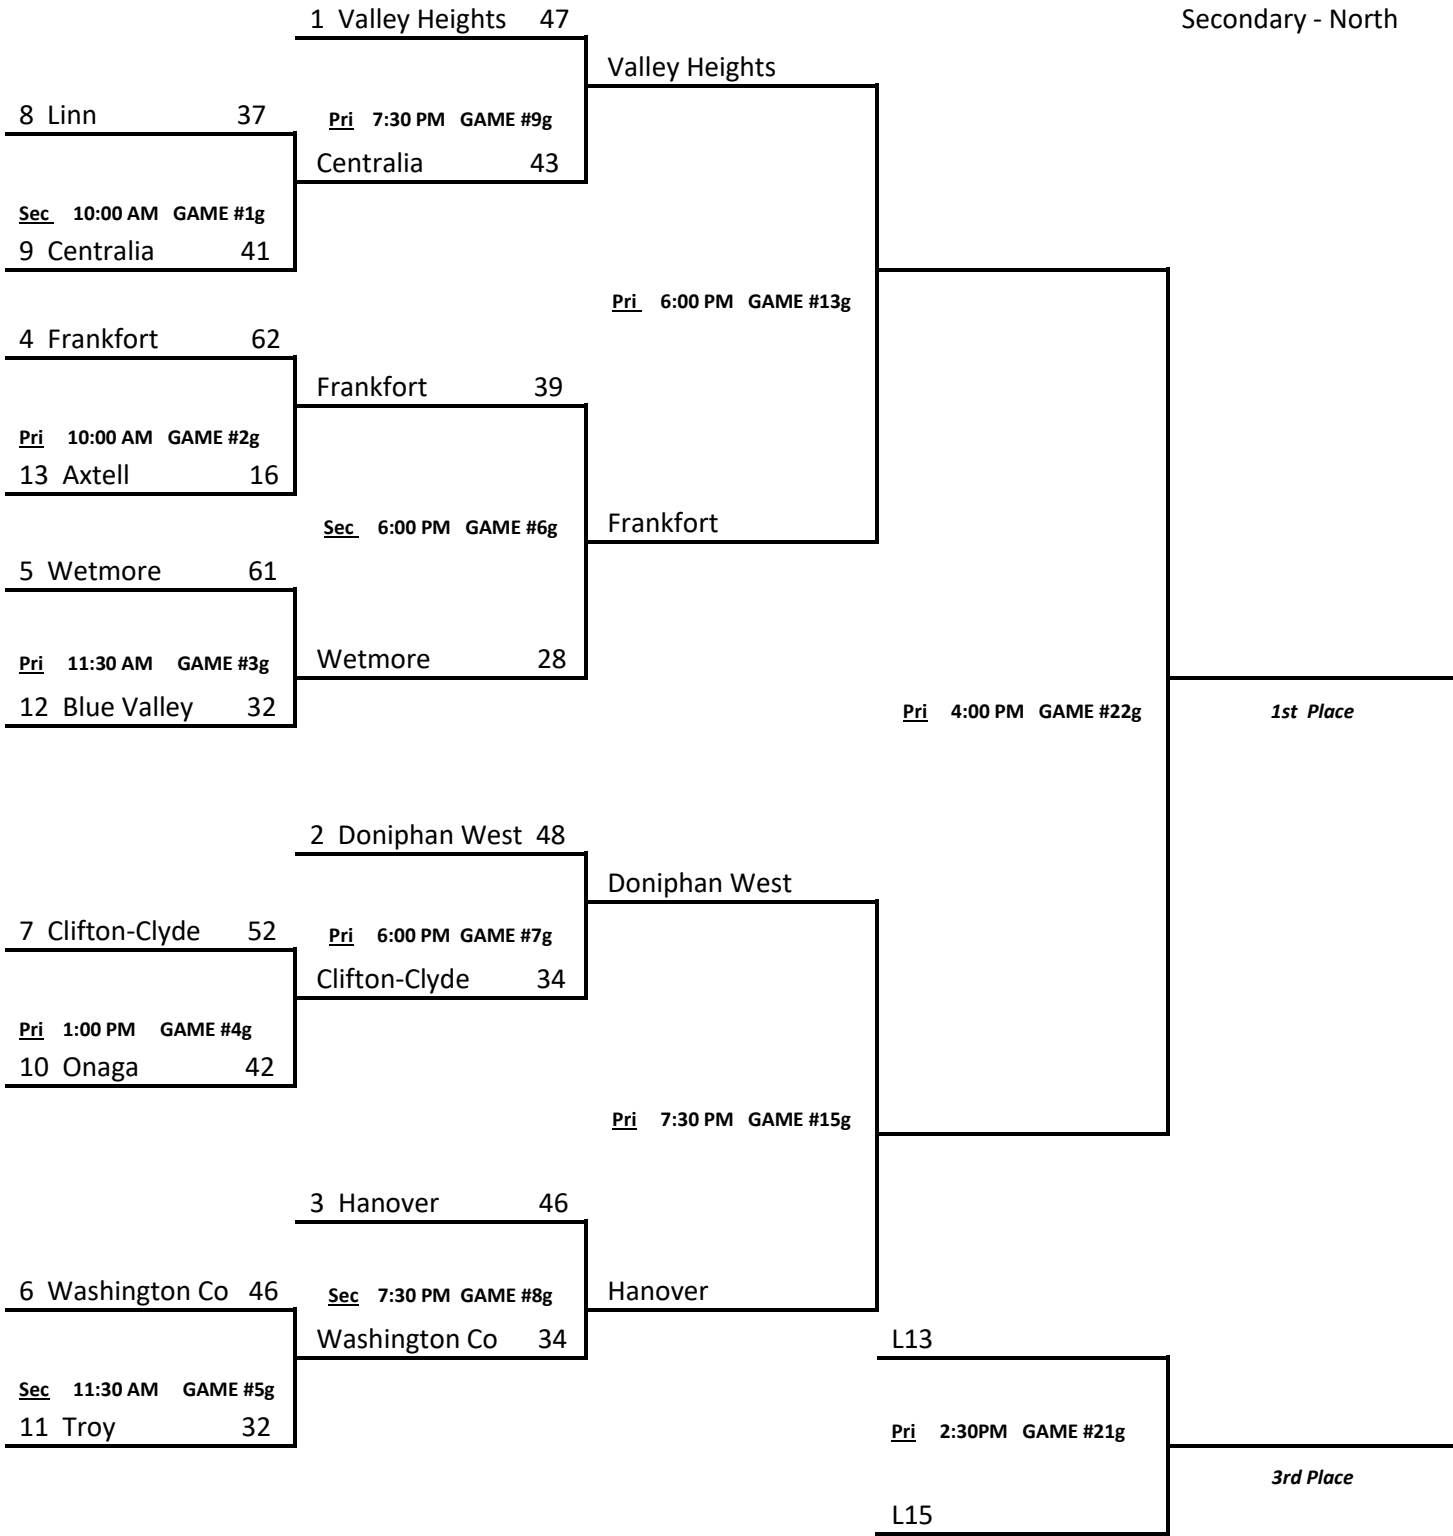 1 Valley Heights 47
Secondary - North
Valley Heights
8 Linn 37
Pri 7:30 PM GAME #9g
Centralia 43
Sec 10:00 AM GAME #1g
9 Centralia 41
Pri 6:00 PM GAME #13g
4 Frankfort 62
Frankfort 39
Pri 10:00 AM GAME #2g
13 Axtell 16
Sec 6:00 PM GAME #6g
Frankfort
5 Wetmore 61
Pri 11:30 AM GAME #3g
Wetmore 28
12 Blue Valley 32
Pri 4:00 PM GAME #22g
1st Place
2 Doniphan West 48
Doniphan West
7 Clifton-Clyde 52
Pri 6:00 PM GAME #7g
Clifton-Clyde 34
Pri 1:00 PM GAME #4g
10 Onaga 42
Pri 7:30 PM GAME #15g
3 Hanover 46
6 Washington Co 46
Sec 7:30 PM GAME #8g
Hanover
Washington Co 34
L13
Sec 11:30 AM GAME #5g
11 Troy 32
Pri 2:30PM GAME #21g
3rd Place
L15